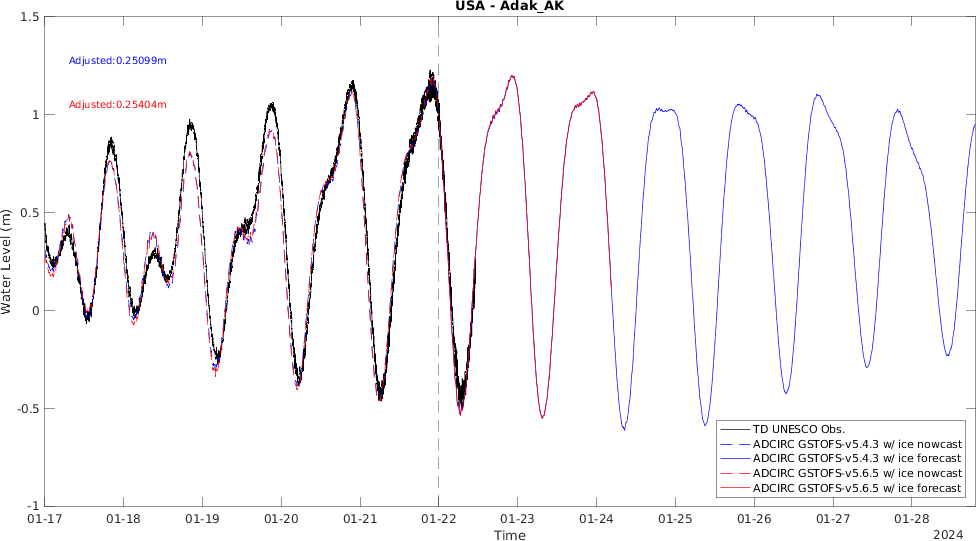 USA - Adak_AK
1.5
Adjusted:0.25099m
Adjusted:0.25404m
1
0.5
Water Level (m)
0
-0.5
TD UNESCO Obs.
ADCIRC GSTOFS-v5.4.3 w/ ice nowcast
ADCIRC GSTOFS-v5.4.3 w/ ice forecast
ADCIRC GSTOFS-v5.6.5 w/ ice nowcast
ADCIRC GSTOFS-v5.6.5 w/ ice forecast
-1
01-17 01-18 01-19 01-20 01-21 01-22 01-23 01-24 01-25 01-26 01-27 01-28
Time
2024